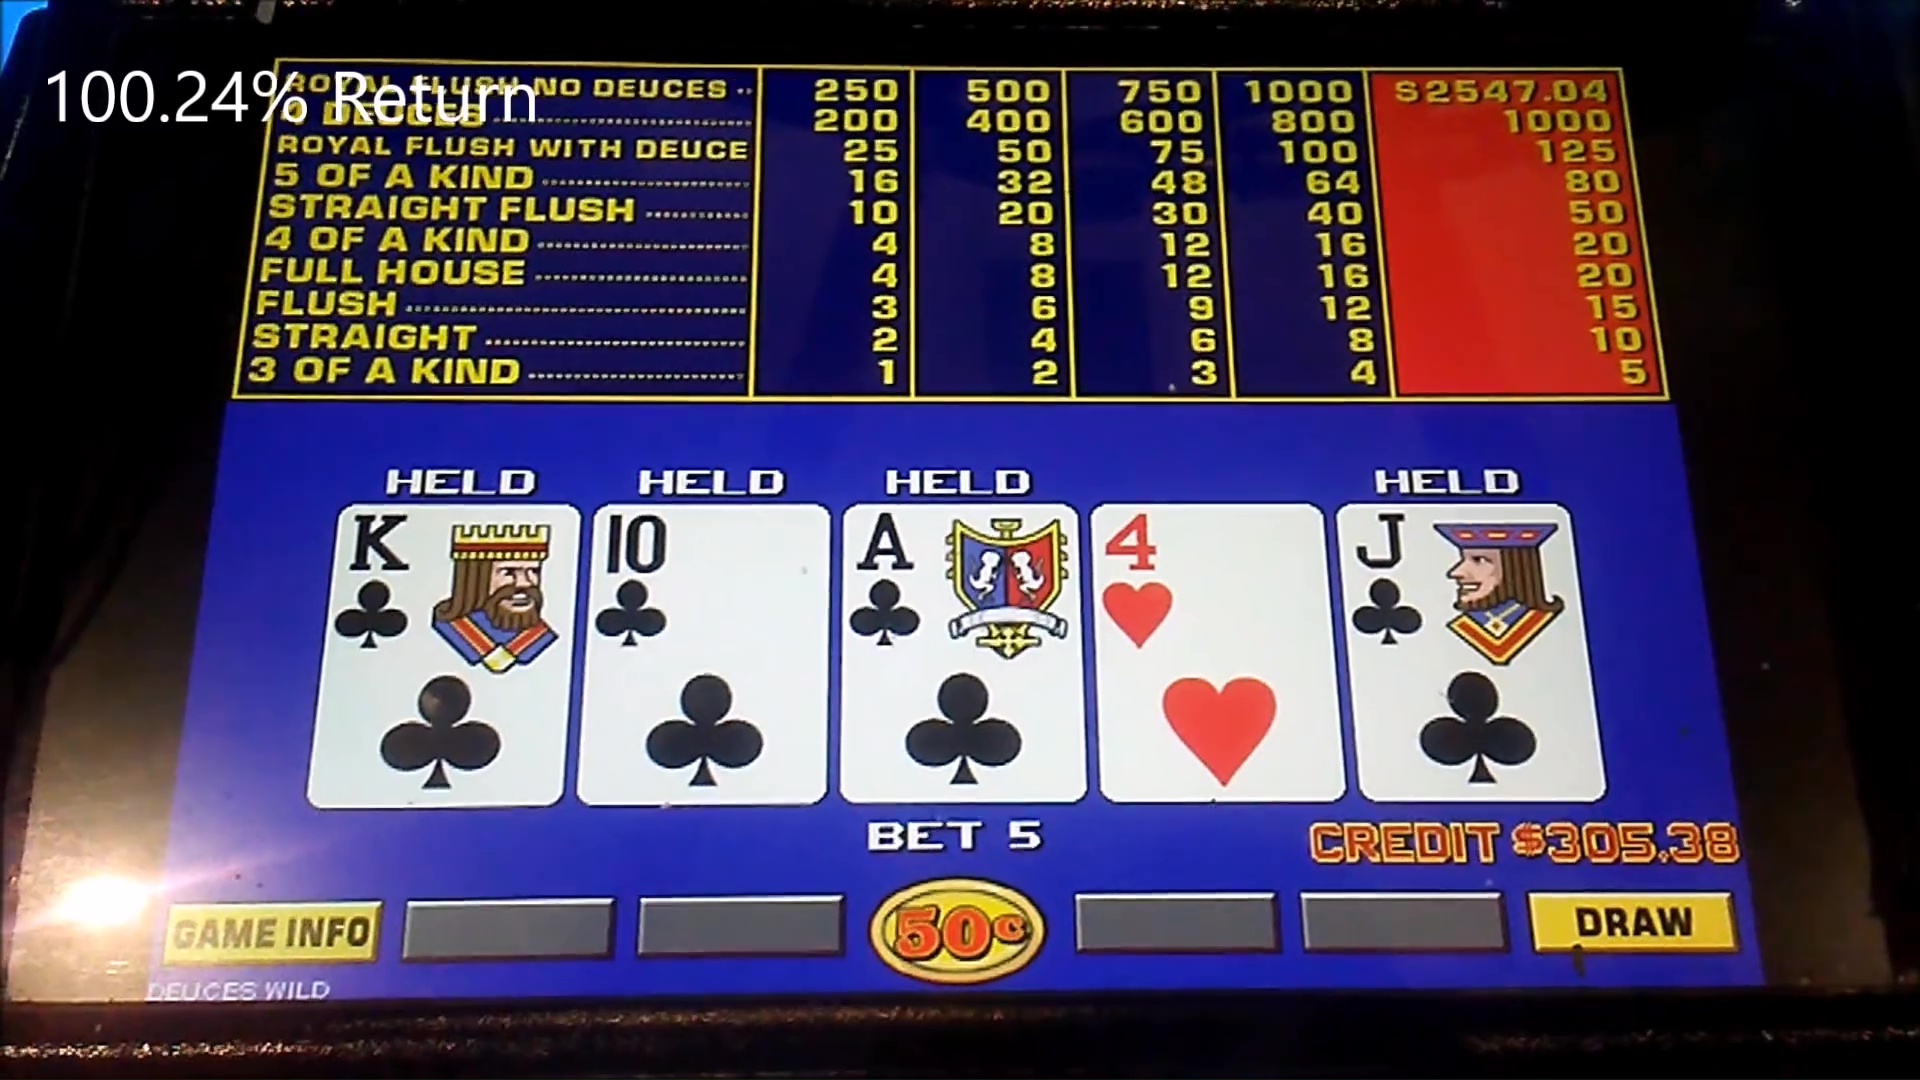 100.24% Return
ROYAL FLUSH NO DEUCES 250 500 750 1000 $2547.04
DEUCES 200 400 600 800 1000
ROYAL FLUSH WITH DEUCE 25 50 75 100 125
5 OF A KIND 16 32 48 64 80
STRAIGHT FLUSH 10 20 30 40 50
4 OF A KIND 4 8 12 16 20
FULL HOUSE 4 8 12 16 20
FLUSH 3 6 9 12 15
STRAIGHT 2 4 6 8 10
3 OF A KIND 1 2 3 4 5
HELD HELD HELD HELD
K 10 A 4 J
BET 5 CREDIT $305.38
GAME INFO 50¢ DRAW
DEUCES WILD